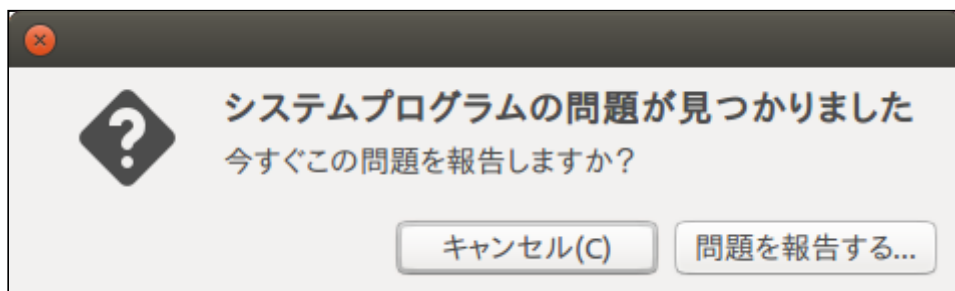 システムプログラムの問題が見つかりました
今すぐこの問題を報告しますか？
キャンセル(C)
問題を報告する...